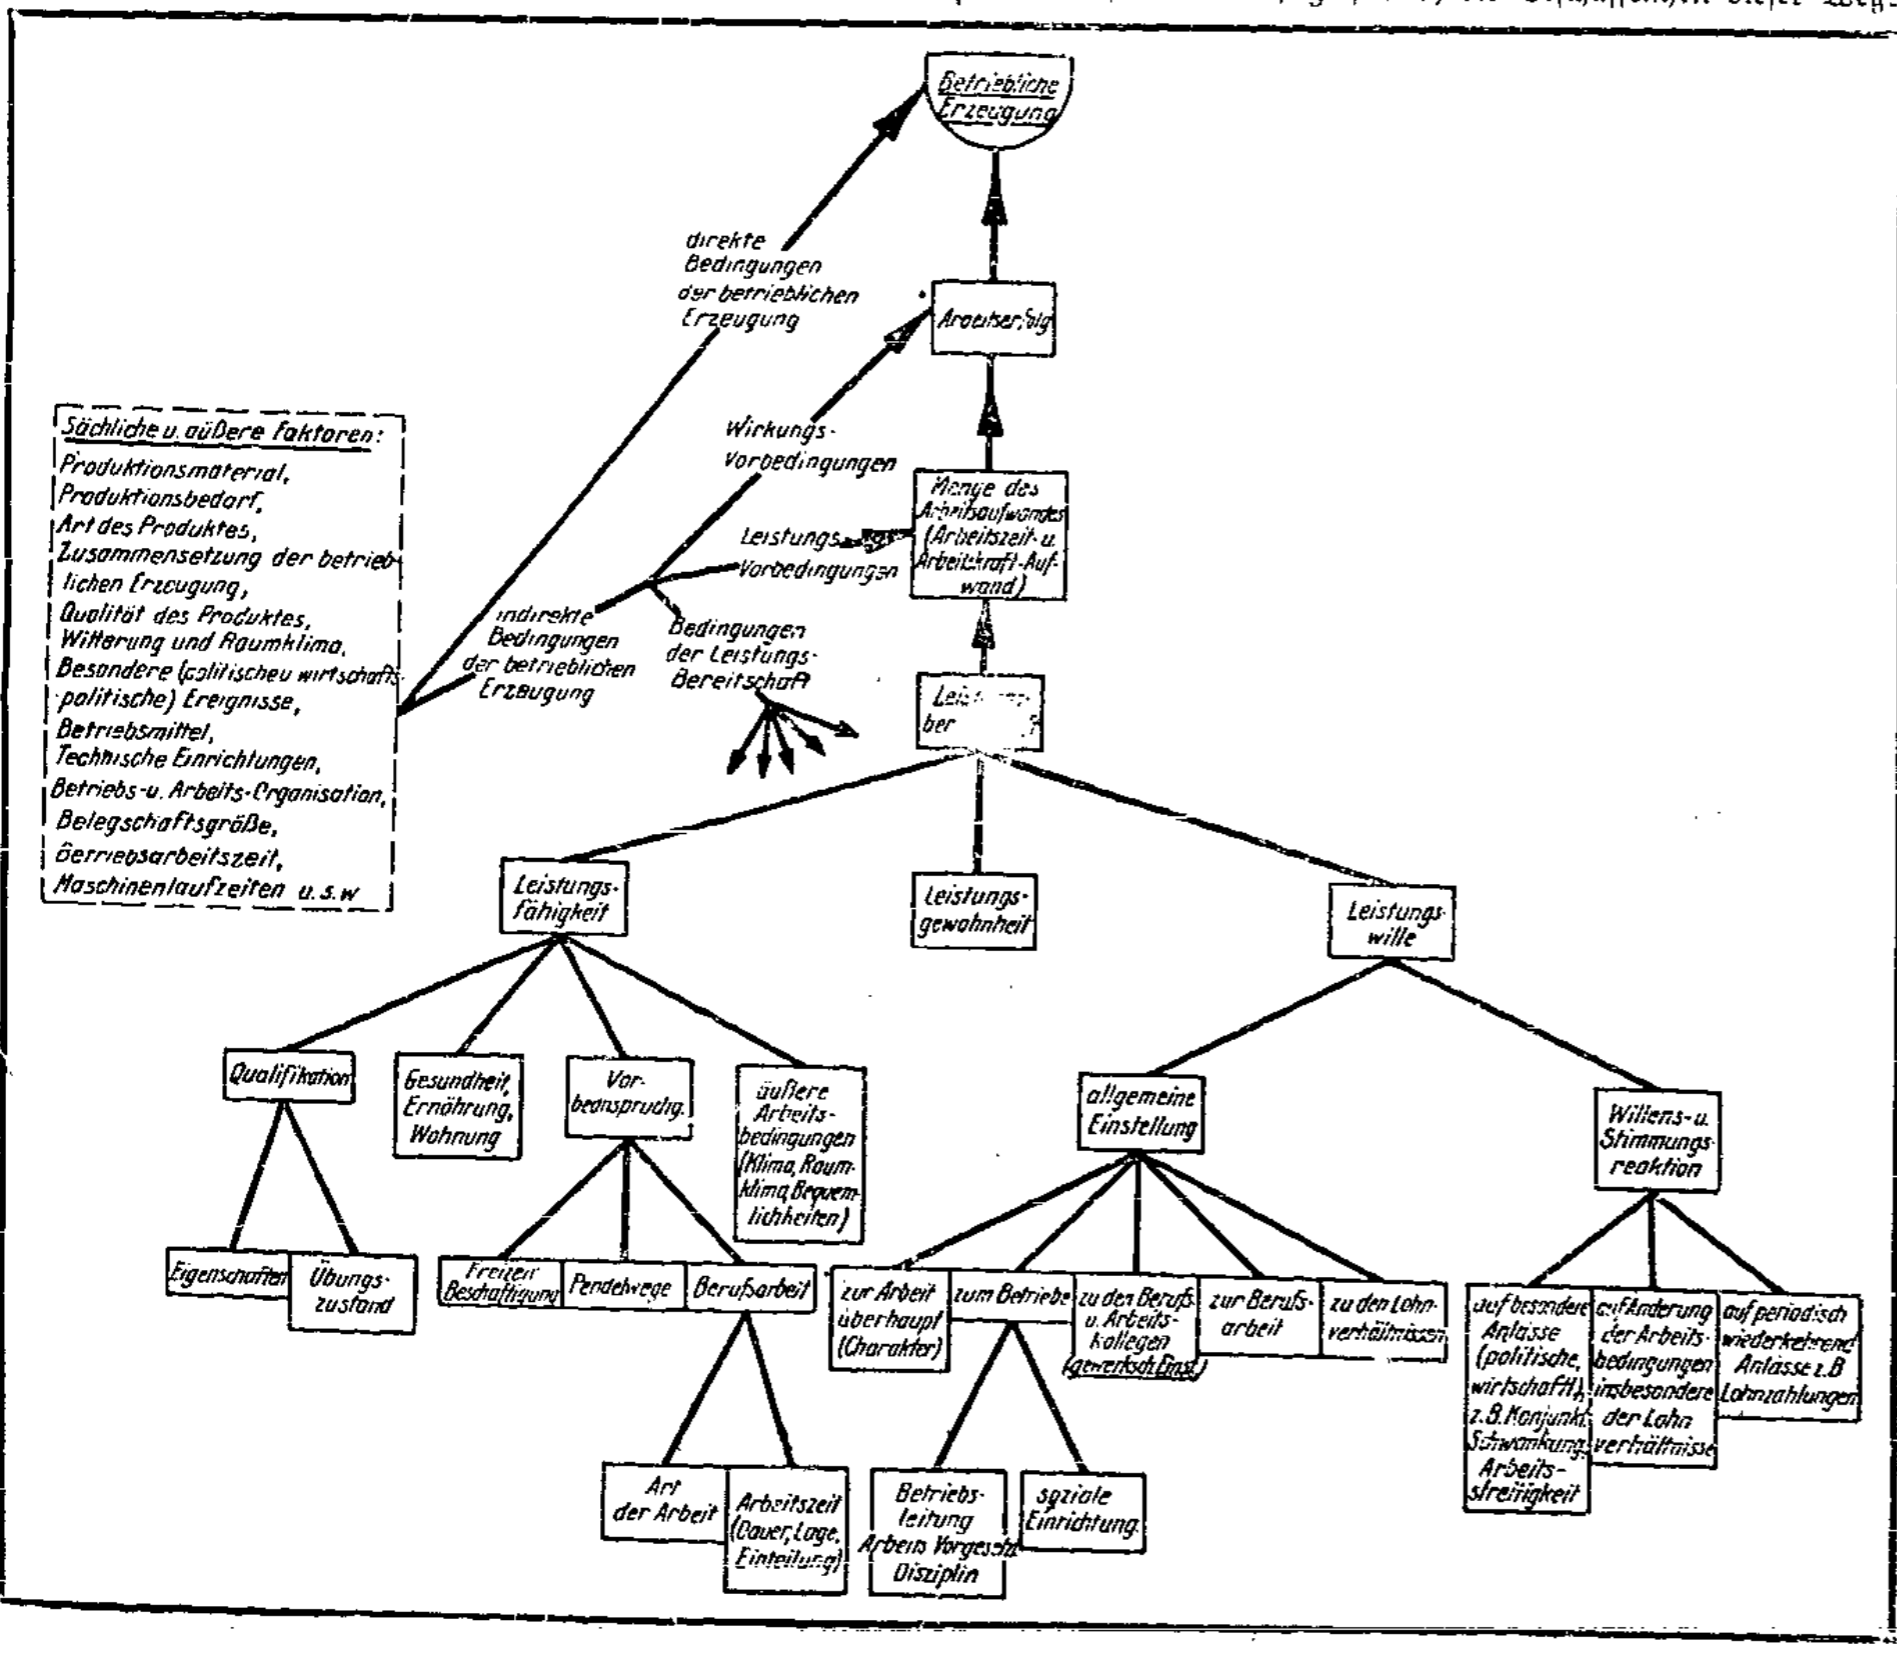 Betriebliche
Erzeugung
direkte
Bedingungen
der betrieblichen
Erzeugung
Arbeitserfolg
Wirkungs-
Vorbedingungen
Menge des
Arbeitsaufwandes
(Arbeitszeit- u.
Arbeitskraft-Auf-
wand)
Leistungs-
Vorbedingungen
indirekte
Bedingungen
der betrieblichen
Erzeugung
Bedingungen
der Leistungs-
Bereitschaft
Sächliche u. äußere Faktoren:
Produktionsmaterial,
Produktionsbedarf,
Art des Produktes,
Zusammensetzung der betrieb-
lichen Erzeugung,
Qualität des Produktes,
Witterung und Raumklima,
Besondere (politische u wirtschafts-
politische) Ereignisse,
Betriebsmittel,
Technische Einrichtungen,
Betriebs- u. Arbeits-Organisation,
Belegschaftsgröße,
Betriebsarbeitszeit,
Maschinenlaufzeiten u.s.w
Leistungs-
fähigkeit
Leistungs-
gewohnheit
Leistungs-
wille
Qualifikation
Gesundheit,
Ernährung,
Wohnung
Vor-
beanspruchg.
äußere
Arbeits-
bedingungen
(Klima, Raum-
klima, Bequem-
lichkeiten)
allgemeine
Einstellung
Willens- u.
Stimmungs-
reaktion
Eigenschaften
Übungs-
zustand
Freizeit
Beschäftigung
Pendelwege
Berufsarbeit
zur Arbeit
überhaupt
(Charakter)
zum Betriebe
zu den Berufs-
u. Arbeits-
kollegen
(gewerksch. Einst.)
zur Berufs-
arbeit
zu den Lohn-
verhältnissen
auf besondere
Anlässe
(politische,
wirtschaftl.),
z.B. Konjunkt.
Schwankung,
Arbeits-
streitigkeit
auf Änderung
der Arbeits-
bedingungen
insbesondere
der Lohn
verhältnisse
auf periodisch
wiederkehrend
Anlässe z.B
Lohnzahlungen
Art
der Arbeit
Arbeitszeit
(Dauer, Lage,
Einteilung)
Betriebs-
leitung
Arbeits Vorgesetzt
Disziplin
soziale
Einrichtung.